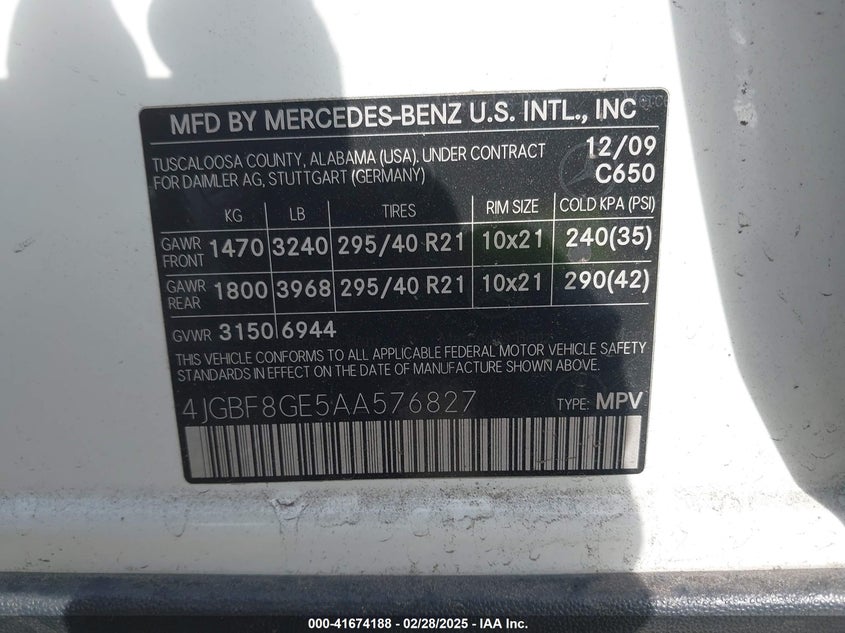 MFD BY MERCEDES-BENZ U.S. INTL., INC
TUSCALOOSA COUNTY, ALABAMA (USA). UNDER CONTRACT 12/09
FOR DAIMLER AG, STUTTGART (GERMANY) C650
KG LB TIRES RIM SIZE COLD KPA (PSI)
GAWR FRONT 1470 3240 295/40 R21 10x21 240(35)
GAWR REAR 1800 3968 295/40 R21 10x21 290(42)
GVWR 3150 6944
THIS VEHICLE CONFORMS TO ALL APPLICABLE FEDERAL MOTOR VEHICLE SAFETY
STANDARDS IN EFFECT ON THE DATE OF MANUFACTURE SHOWN ABOVE.
4JGBF8GE5AA576827 TYPE: MPV
000-41674188 - 02/28/2025 - IAA Inc.